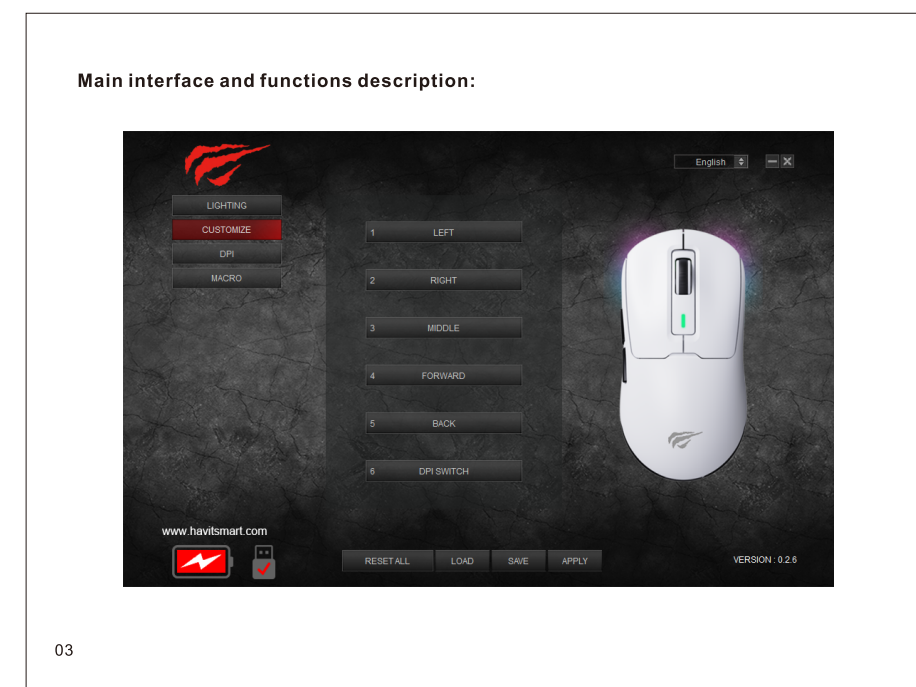 Main interface and functions description:
English
LIGHTING
CUSTOMIZE
DPI
MACRO
1 LEFT
2 RIGHT
3 MIDDLE
4 FORWARD
5 BACK
6 DPI SWITCH
www.havitsmart.com
RESET ALL LOAD SAVE APPLY
VERSION : 0.2.6
03